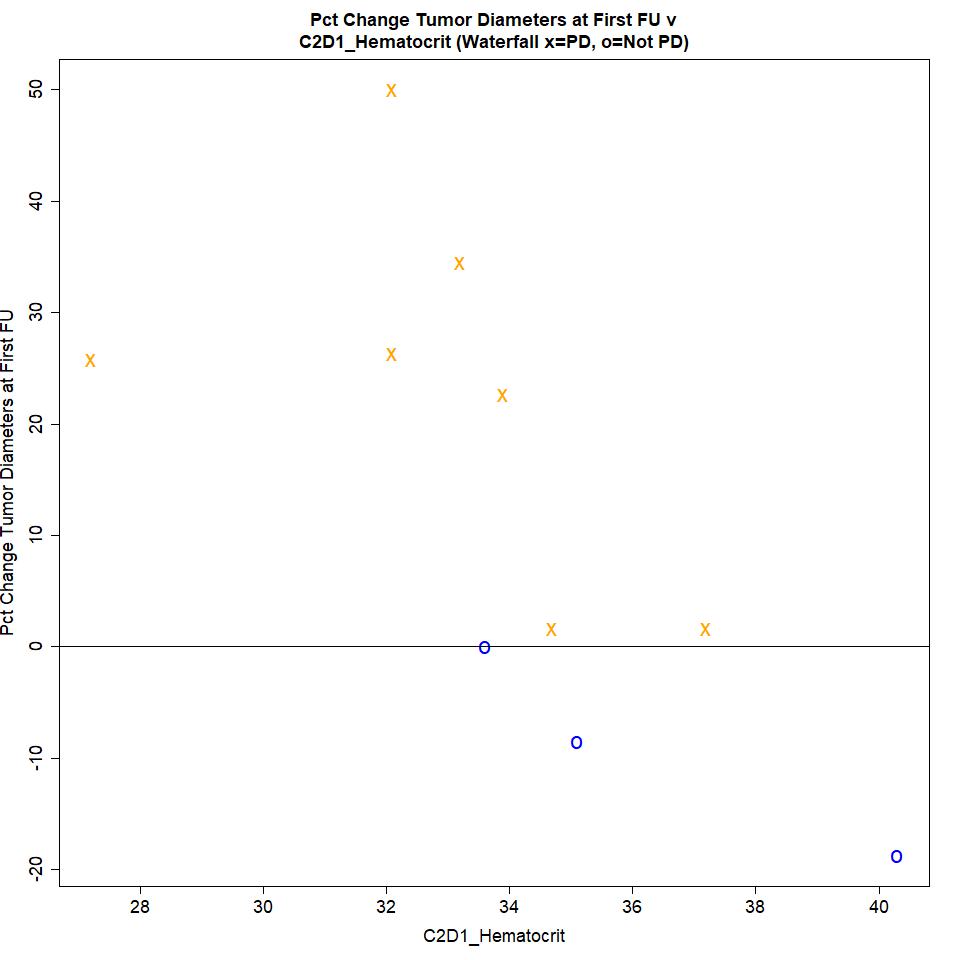 Pct Change Tumor Diameters at First FU v
C2D1_Hematocrit (Waterfall x=PD, o=Not PD)
Pct Change Tumor Diameters at First FU
50
40
30
20
10
0
-10
-20
X
X
X
X
X
X
X
O
O
O
28 30 32 34 36 38 40
C2D1_Hematocrit